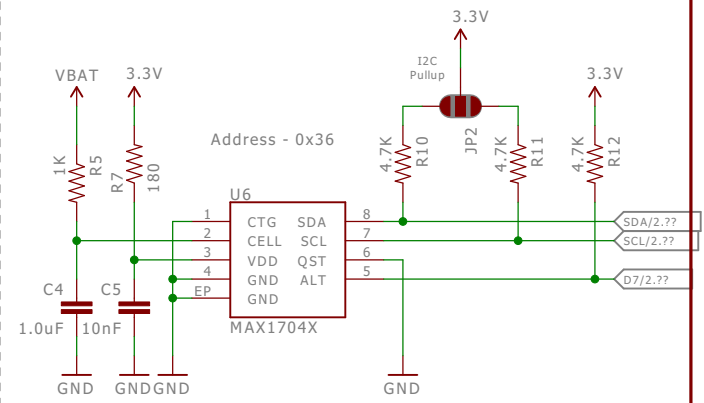 3.3V
I2C
Pullup
VBAT
3.3V
3.3V
Address - 0x36
JP2
1K
R5
R7
180
4.7K
R10
4.7K
R11
4.7K
R12
U6
1
CTG
SDA
8
SDA/2.??
2
CELL
SCL
7
SCL/2.??
3
VDD
QST
6
4
GND
ALT
5
D7/2.??
EP
GND
C4
C5
1.0uF
10nF
MAX1704X
GND
GND
GND
GND